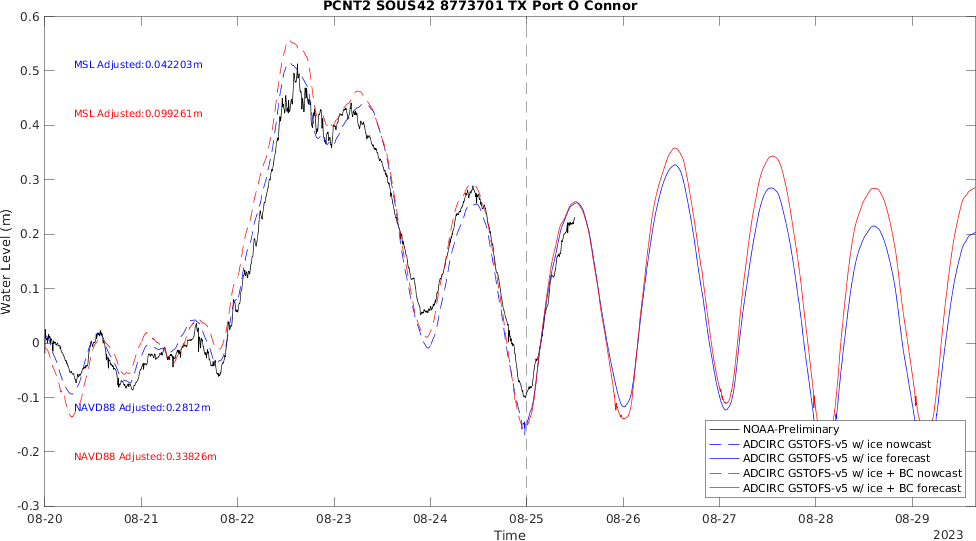 PCNT2 SOUS42 8773701 TX Port O Connor
0.6
0.5
0.4
0.3
0.2
0.1
0
-0.1
-0.2
-0.3
Water Level (m)
MSL Adjusted:0.042203m
MSL Adjusted:0.099261m
NAVD88 Adjusted:0.2812m
NAVD88 Adjusted:0.33826m
NOAA-Preliminary
ADCIRC GSTOFS-v5 w/ ice nowcast
ADCIRC GSTOFS-v5 w/ ice forecast
ADCIRC GSTOFS-v5 w/ ice + BC nowcast
ADCIRC GSTOFS-v5 w/ ice + BC forecast
08-20 08-21 08-22 08-23 08-24 08-25 08-26 08-27 08-28 08-29
Time
2023